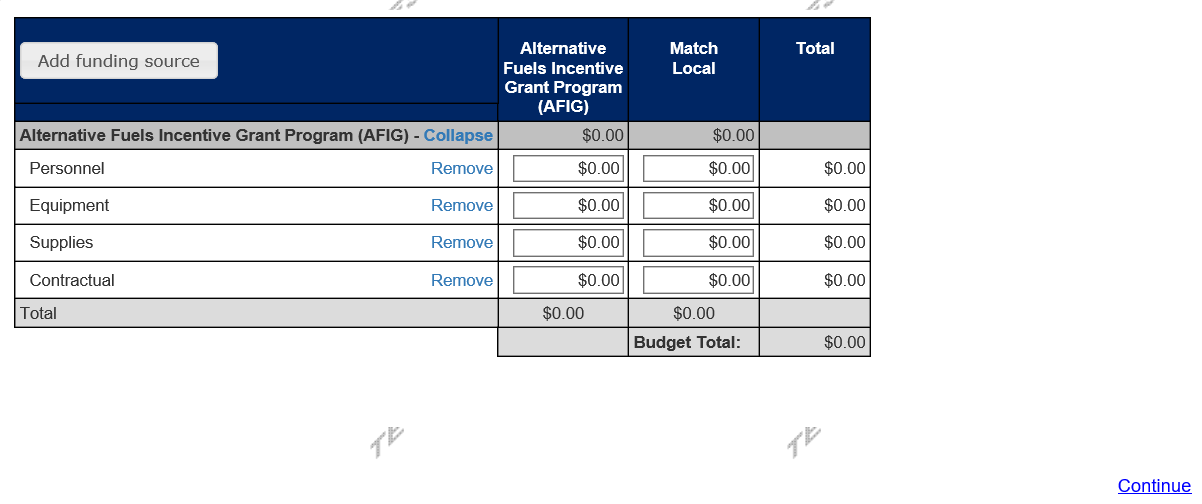 Add funding source
Alternative Fuels Incentive Grant Program (AFIG)
Match Local
Total
Alternative Fuels Incentive Grant Program (AFIG) - Collapse $0.00 $0.00
Personnel Remove $0.00 $0.00 $0.00
Equipment Remove $0.00 $0.00 $0.00
Supplies Remove $0.00 $0.00 $0.00
Contractual Remove $0.00 $0.00 $0.00
Total $0.00 $0.00
Budget Total: $0.00
Continue